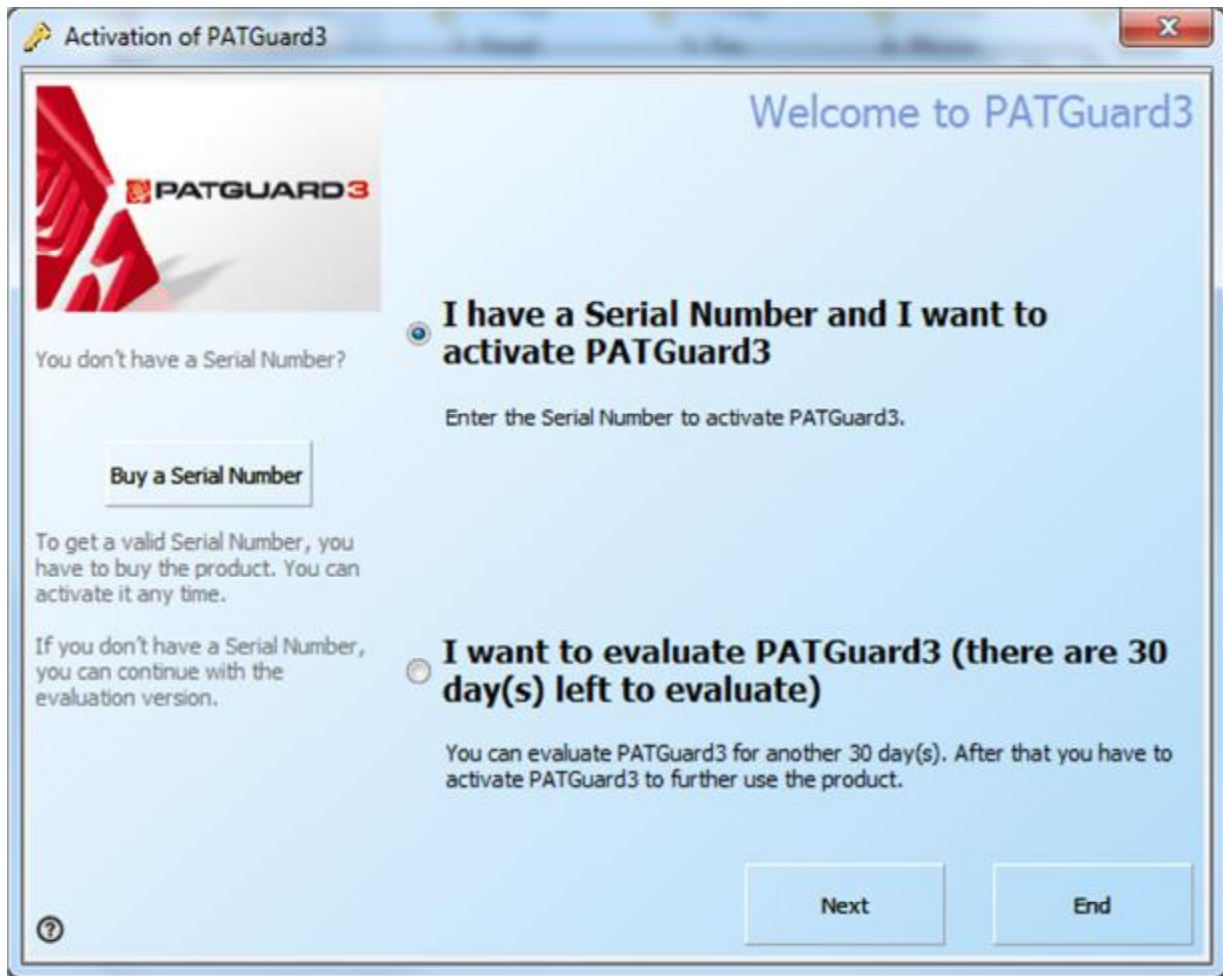 Activation of PATGuard3
Welcome to PATGuard3
PATGUARD3
You don't have a Serial Number?
Buy a Serial Number
To get a valid Serial Number, you
have to buy the product. You can
activate it any time.
If you don't have a Serial Number,
you can continue with the
evaluation version.
I have a Serial Number and I want to
activate PATGuard3
Enter the Serial Number to activate PATGuard3.
I want to evaluate PATGuard3 (there are 30
day(s) left to evaluate)
You can evaluate PATGuard3 for another 30 day(s). After that you have to
activate PATGuard3 to further use the product.
Next
End